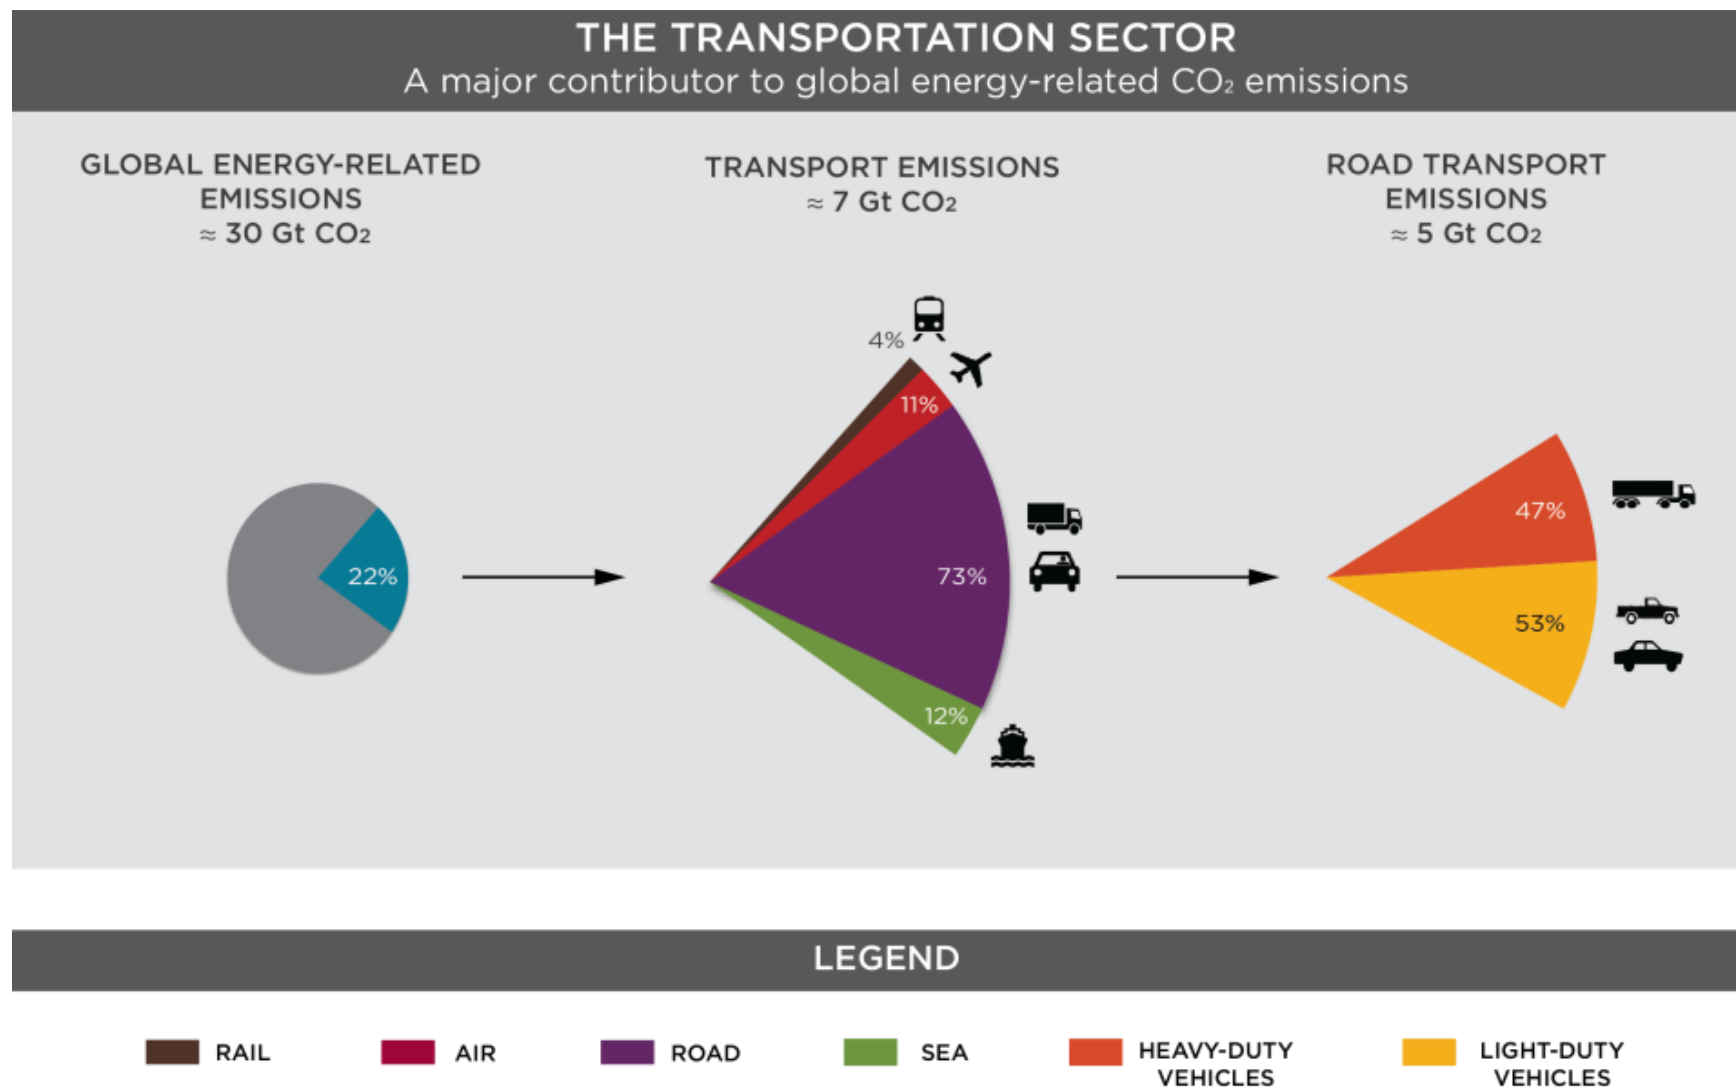 THE TRANSPORTATION SECTOR
A major contributor to global energy-related CO₂ emissions
GLOBAL ENERGY-RELATED
EMISSIONS
≈ 30 Gt CO₂
TRANSPORT EMISSIONS
≈ 7 Gt CO₂
ROAD TRANSPORT
EMISSIONS
≈ 5 Gt CO₂
22%
4%
11%
73%
12%
47%
53%
LEGEND
RAIL
AIR
ROAD
SEA
HEAVY-DUTY
VEHICLES
LIGHT-DUTY
VEHICLES